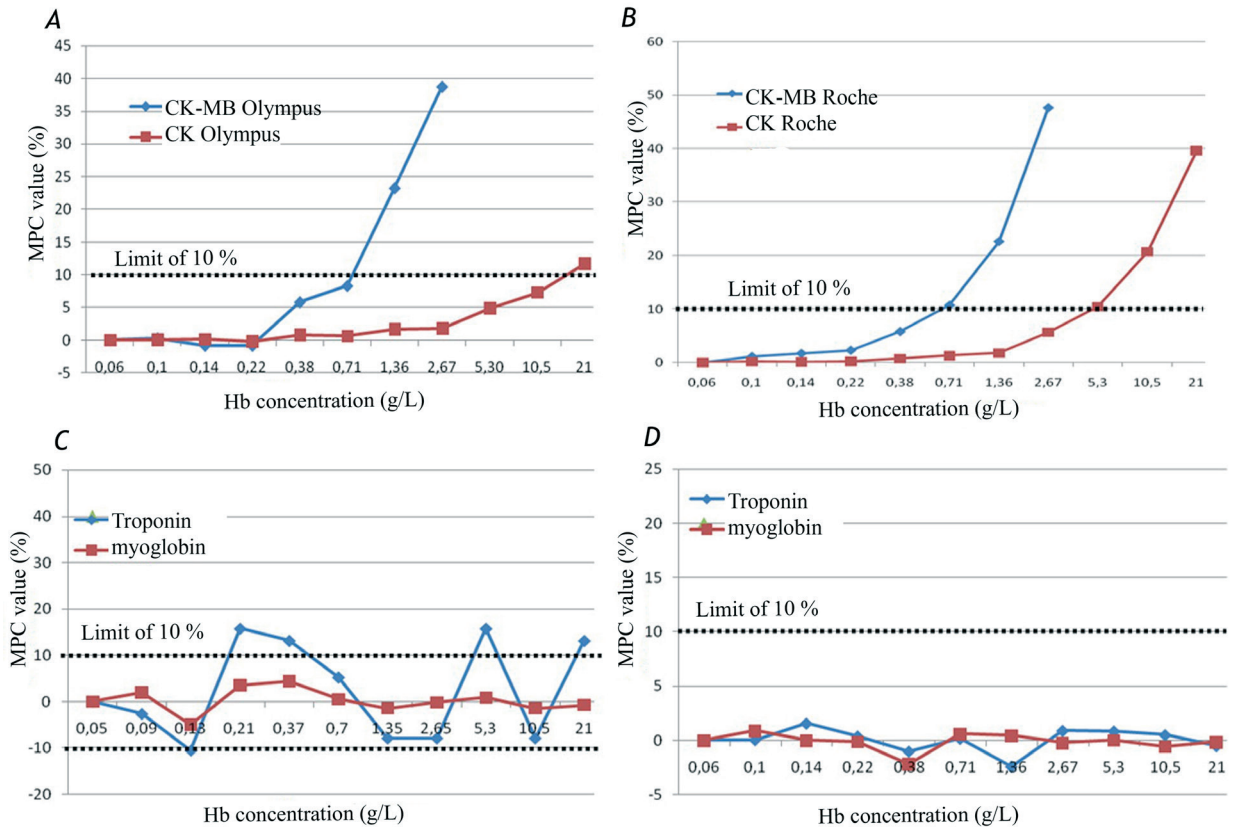 A
MPC value (%)
45
40
35
30
25
20
15
10
5
0
-5
CK-MB Olympus
CK Olympus
Limit of 10 %
0,06 0,1 0,14 0,22 0,38 0,71 1,36 2,67 5,30 10,5 21
Hb concentration (g/L)
B
MPC value (%)
60
50
40
30
20
10
0
CK-MB Roche
CK Roche
Limit of 10 %
0,06 0,1 0,14 0,22 0,38 0,71 1,36 2,67 5,3 10,5 21
Hb concentration (g/L)
C
MPC value (%)
50
40
30
20
10
0
-10
-20
Troponin
myoglobin
Limit of 10 %
0,05 0,09 0,13 0,21 0,37 0,7 1,35 2,65 5,3 10,5 21
Hb concentration (g/L)
D
MPC value (%)
25
20
15
10
5
0
-5
Troponin
myoglobin
Limit of 10 %
0,06 0,1 0,14 0,22 0,38 0,71 1,36 2,67 5,3 10,5 21
Hb concentration (g/L)